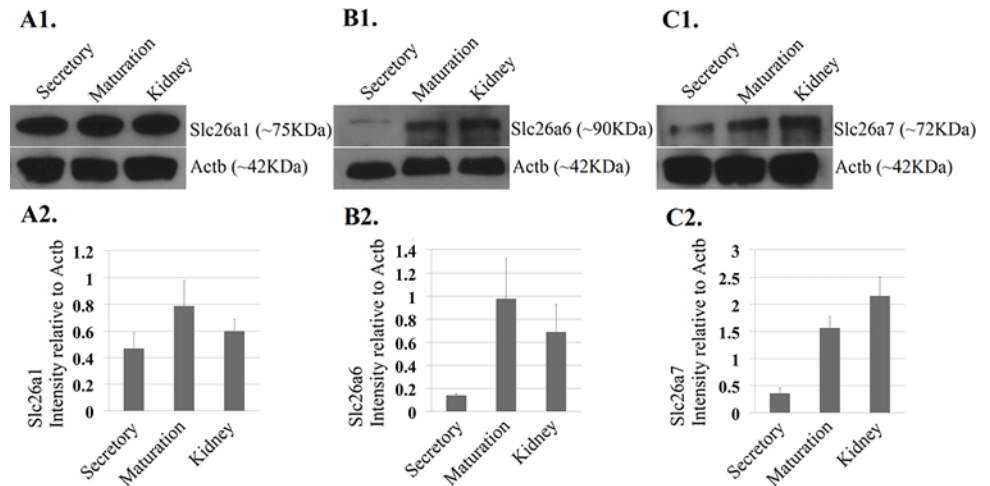 A1.
Secretory
Maturation
Kidney
Slc26a1 (~75KDa)
Actb (~42KDa)
B1.
Secretory
Maturation
Kidney
Slc26a6 (~90KDa)
Actb (~42KDa)
C1.
Secretory
Maturation
Kidney
Slc26a7 (~72KDa)
Actb (~42KDa)
A2.
Slc26a1
Intensity relative to Actb
1.2
1
0.8
0.6
0.4
0.2
0
Secretory
Maturation
Kidney
B2.
Slc26a6
Intensity relative to Actb
1.4
1.2
1
0.8
0.6
0.4
0.2
0
Secretory
Maturation
Kidney
C2.
Slc26a7
Intensity relative to Actb
3
2.5
2
1.5
1
0.5
0
Secretory
Maturation
Kidney